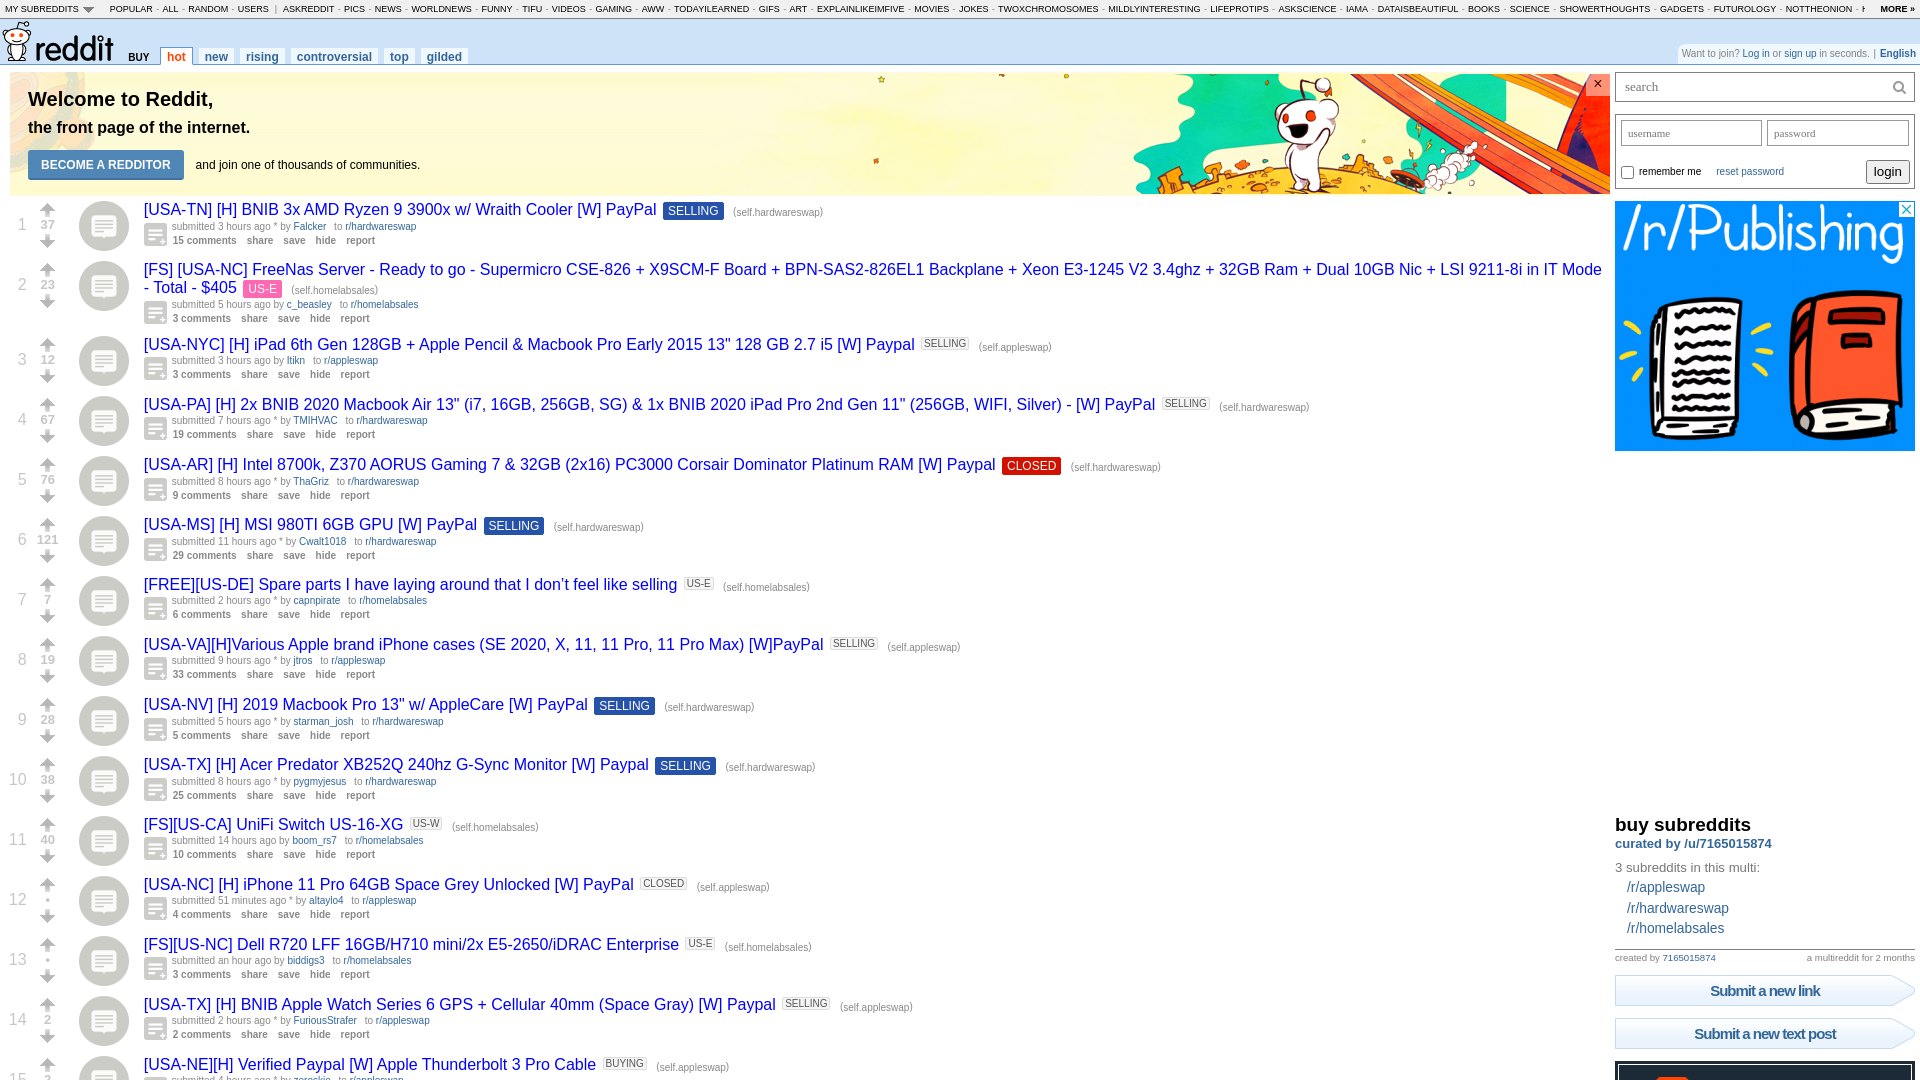 MY SUBREDDITS POPULAR - ALL - RANDOM - USERS | ASKREDDIT - PICS - NEWS - WORLDNEWS - FUNNY - TIFU - VIDEOS - GAMING - AWW - TODAYILEARNED - GIFS - ART - EXPLAINLIKEIMFIVE - MOVIES - JOKES - TWOXCHROMOSOMES - MILDLYINTERESTING - LIFEPROTIPS - ASKSCIENCE - IAMA - DATAISBEAUTIFUL - BOOKS - SCIENCE - SHOWERTHOUGHTS - GADGETS - FUTUROLOGY - NOTTHEONION - MORE »
reddit BUY hot new rising controversial top gilded
Want to join? Log in or sign up in seconds. | English
Welcome to Reddit,
the front page of the internet.
BECOME A REDDITOR and join one of thousands of communities.
×
1
37
[USA-TN] [H] BNIB 3x AMD Ryzen 9 3900x w/ Wraith Cooler [W] PayPal SELLING (self.hardwareswap)
submitted 3 hours ago * by Falcker to r/hardwareswap
15 comments share save hide report
2
23
[FS] [USA-NC] FreeNas Server - Ready to go - Supermicro CSE-826 + X9SCM-F Board + BPN-SAS2-826EL1 Backplane + Xeon E3-1245 V2 3.4ghz + 32GB Ram + Dual 10GB Nic + LSI 9211-8i in IT Mode
- Total - $405 US-E (self.homelabsales)
submitted 5 hours ago by c_beasley to r/homelabsales
3 comments share save hide report
3
12
[USA-NYC] [H] iPad 6th Gen 128GB + Apple Pencil & Macbook Pro Early 2015 13" 128 GB 2.7 i5 [W] Paypal SELLING (self.appleswap)
submitted 3 hours ago by ltikn to r/appleswap
3 comments share save hide report
4
67
[USA-PA] [H] 2x BNIB 2020 Macbook Air 13" (i7, 16GB, 256GB, SG) & 1x BNIB 2020 iPad Pro 2nd Gen 11" (256GB, WIFI, Silver) - [W] PayPal SELLING (self.hardwareswap)
submitted 7 hours ago * by TMIHVAC to r/hardwareswap
19 comments share save hide report
5
76
[USA-AR] [H] Intel 8700k, Z370 AORUS Gaming 7 & 32GB (2x16) PC3000 Corsair Dominator Platinum RAM [W] Paypal CLOSED (self.hardwareswap)
submitted 8 hours ago * by ThaGriz to r/hardwareswap
9 comments share save hide report
6
121
[USA-MS] [H] MSI 980TI 6GB GPU [W] PayPal SELLING (self.hardwareswap)
submitted 11 hours ago * by Cwalt1018 to r/hardwareswap
29 comments share save hide report
7
7
[FREE][US-DE] Spare parts I have laying around that I don’t feel like selling US-E (self.homelabsales)
submitted 2 hours ago * by capnpirate to r/homelabsales
6 comments share save hide report
8
19
[USA-VA][H]Various Apple brand iPhone cases (SE 2020, X, 11, 11 Pro, 11 Pro Max) [W]PayPal SELLING (self.appleswap)
submitted 9 hours ago * by jtros to r/appleswap
33 comments share save hide report
9
28
[USA-NV] [H] 2019 Macbook Pro 13" w/ AppleCare [W] PayPal SELLING (self.hardwareswap)
submitted 5 hours ago * by starman_josh to r/hardwareswap
5 comments share save hide report
10
38
[USA-TX] [H] Acer Predator XB252Q 240hz G-Sync Monitor [W] Paypal SELLING (self.hardwareswap)
submitted 8 hours ago * by pygmyjesus to r/hardwareswap
25 comments share save hide report
11
40
[FS][US-CA] UniFi Switch US-16-XG US-W (self.homelabsales)
submitted 14 hours ago by boom_rs7 to r/homelabsales
10 comments share save hide report
12
•
[USA-NC] [H] iPhone 11 Pro 64GB Space Grey Unlocked [W] PayPal CLOSED (self.appleswap)
submitted 51 minutes ago * by altaylo4 to r/appleswap
4 comments share save hide report
13
•
[FS][US-NC] Dell R720 LFF 16GB/H710 mini/2x E5-2650/iDRAC Enterprise US-E (self.homelabsales)
submitted an hour ago by biddigs3 to r/homelabsales
3 comments share save hide report
14
2
[USA-TX] [H] BNIB Apple Watch Series 6 GPS + Cellular 40mm (Space Gray) [W] Paypal SELLING (self.appleswap)
submitted 2 hours ago * by FuriousStrafer to r/appleswap
2 comments share save hide report
15
[USA-NE][H] Verified Paypal [W] Apple Thunderbolt 3 Pro Cable BUYING (self.appleswap)
submitted 4 hours ago * by to r/appleswap
search
username password
remember me reset password login
/r/Publishing
buy subreddits
curated by /u/7165015874
3 subreddits in this multi:
/r/appleswap
/r/hardwareswap
/r/homelabsales
created by 7165015874 a multireddit for 2 months
Submit a new link
Submit a new text post